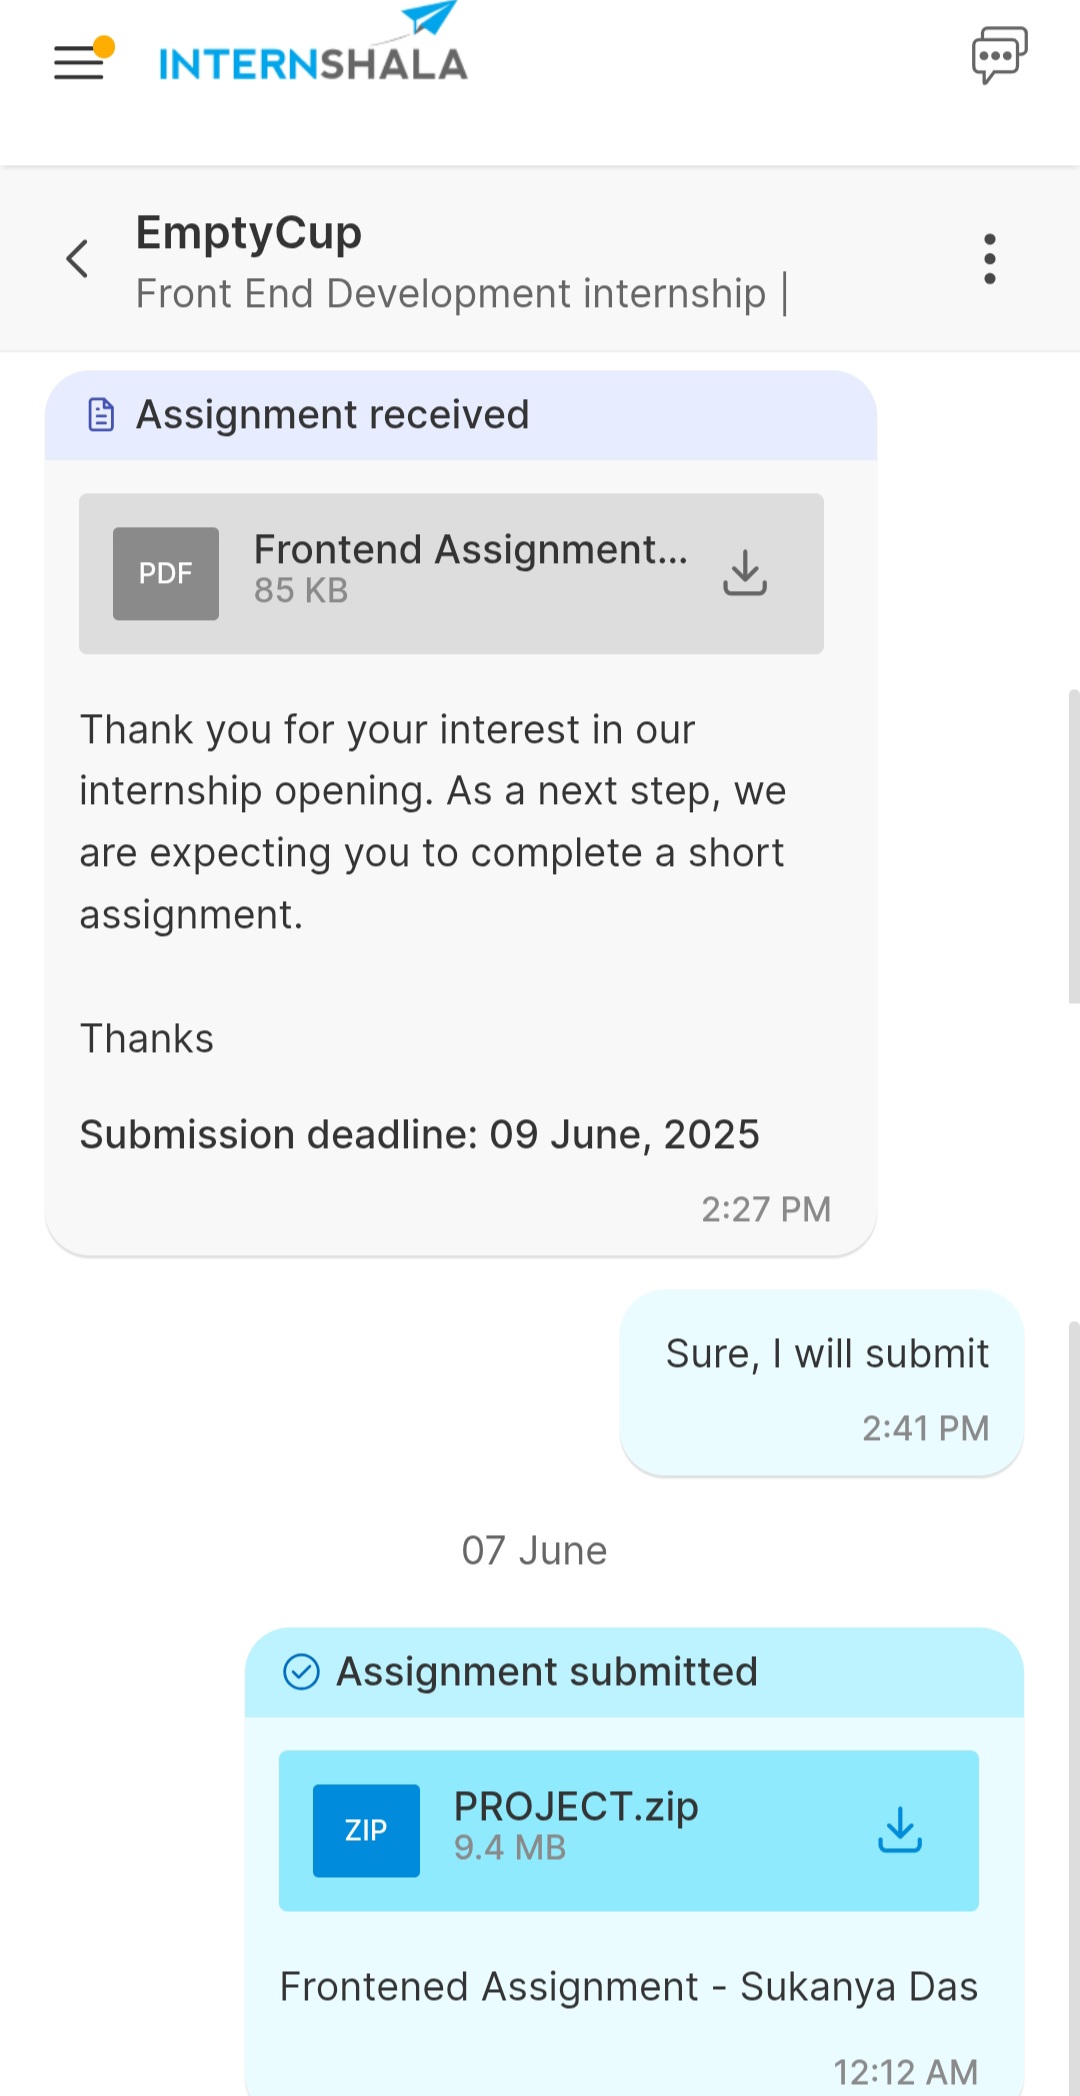 INTERNSHALA
EmptyCup
Front End Development internship |
Assignment received
PDF
Frontend Assignment...
85 KB
Thank you for your interest in our
internship opening. As a next step, we
are expecting you to complete a short
assignment.
Thanks
Submission deadline: 09 June, 2025
2:27 PM
Sure, I will submit
2:41 PM
07 June
Assignment submitted
ZIP
PROJECT.zip
9.4 MB
Frontened Assignment - Sukanya Das
12:12 AM